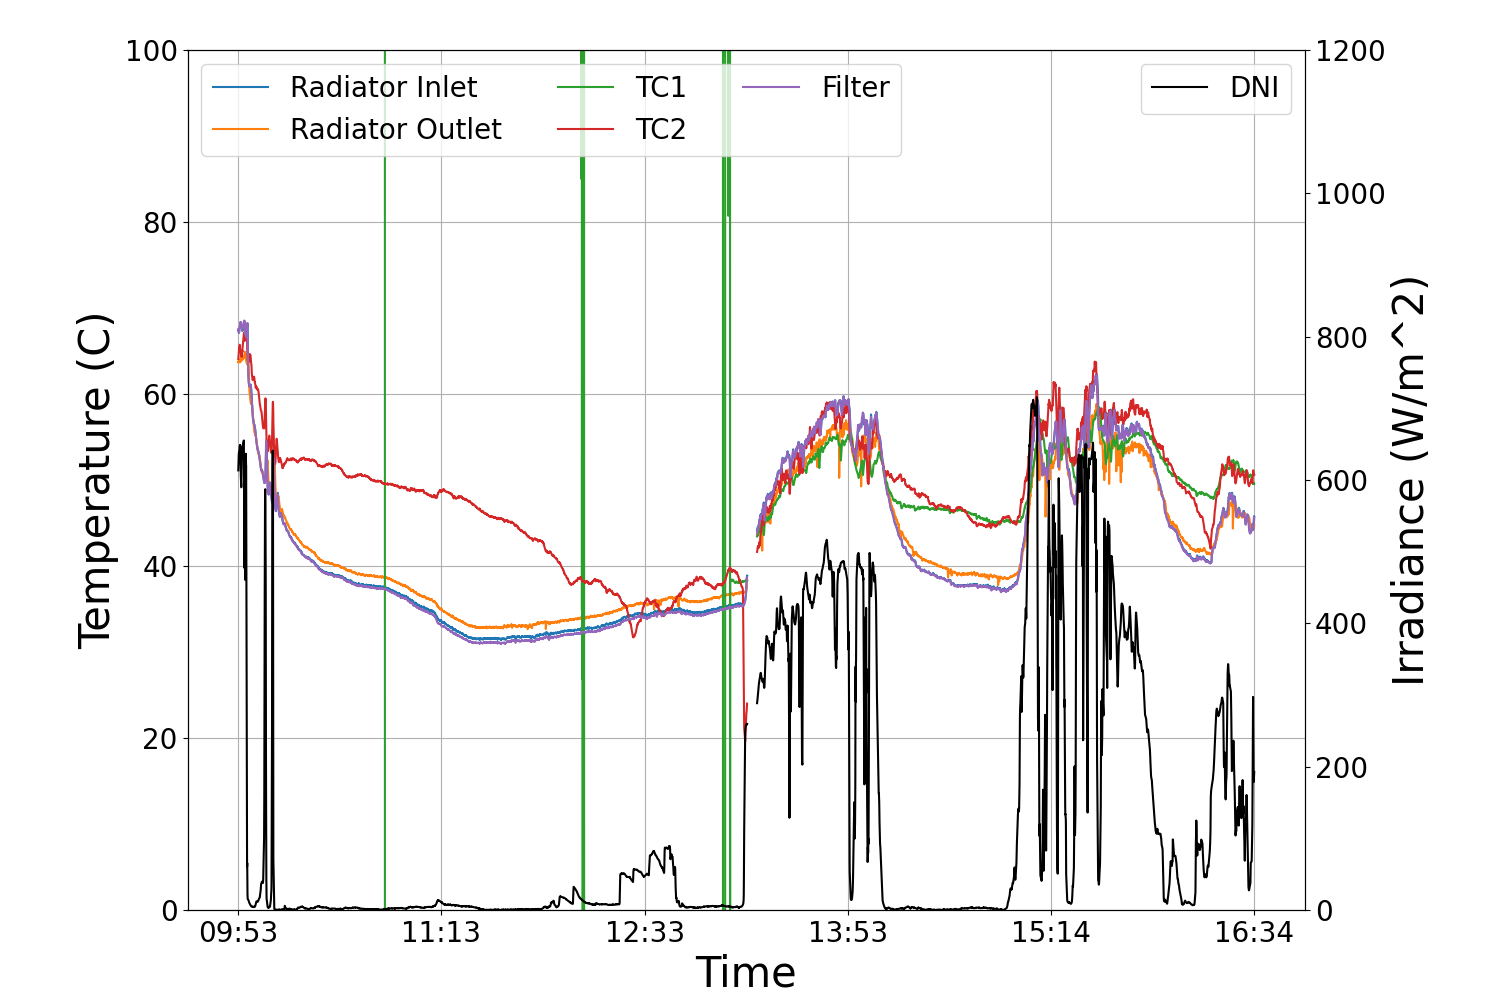 Radiator Inlet
Radiator Outlet
TC1
TC2
Filter
DNI
100
80
60
40
20
0
Temperature (C)
1200
1000
800
600
400
200
0
Irradiance (W/m^2)
09:53
11:13
12:33
13:53
15:14
16:34
Time